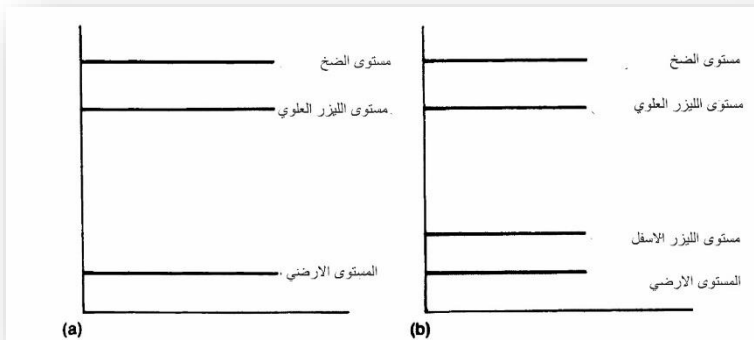 مستوى الضخ
مستوى الليزر العلوي
المستوى الارضي
(a)
مستوى الضخ
مستوى الليزر العلوي
مستوى الليزر الاسفل
المستوى الارضي
(b)